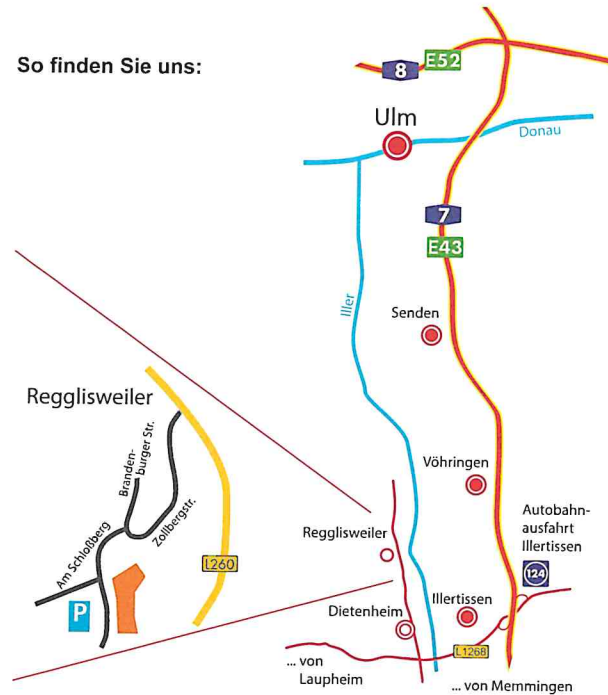 So finden Sie uns:
8
E52
Ulm
Donau
7
E43
Iller
Senden
Regglisweiler
Branden-
burger Str.
Zollbergstr.
Am Schloßberg
L260
P
Vöhringen
Autobahn-
ausfahrt
Illertissen
124
Regglisweiler
Dietenheim
Illertissen
L1268
... von
Laupheim
... von Memmingen